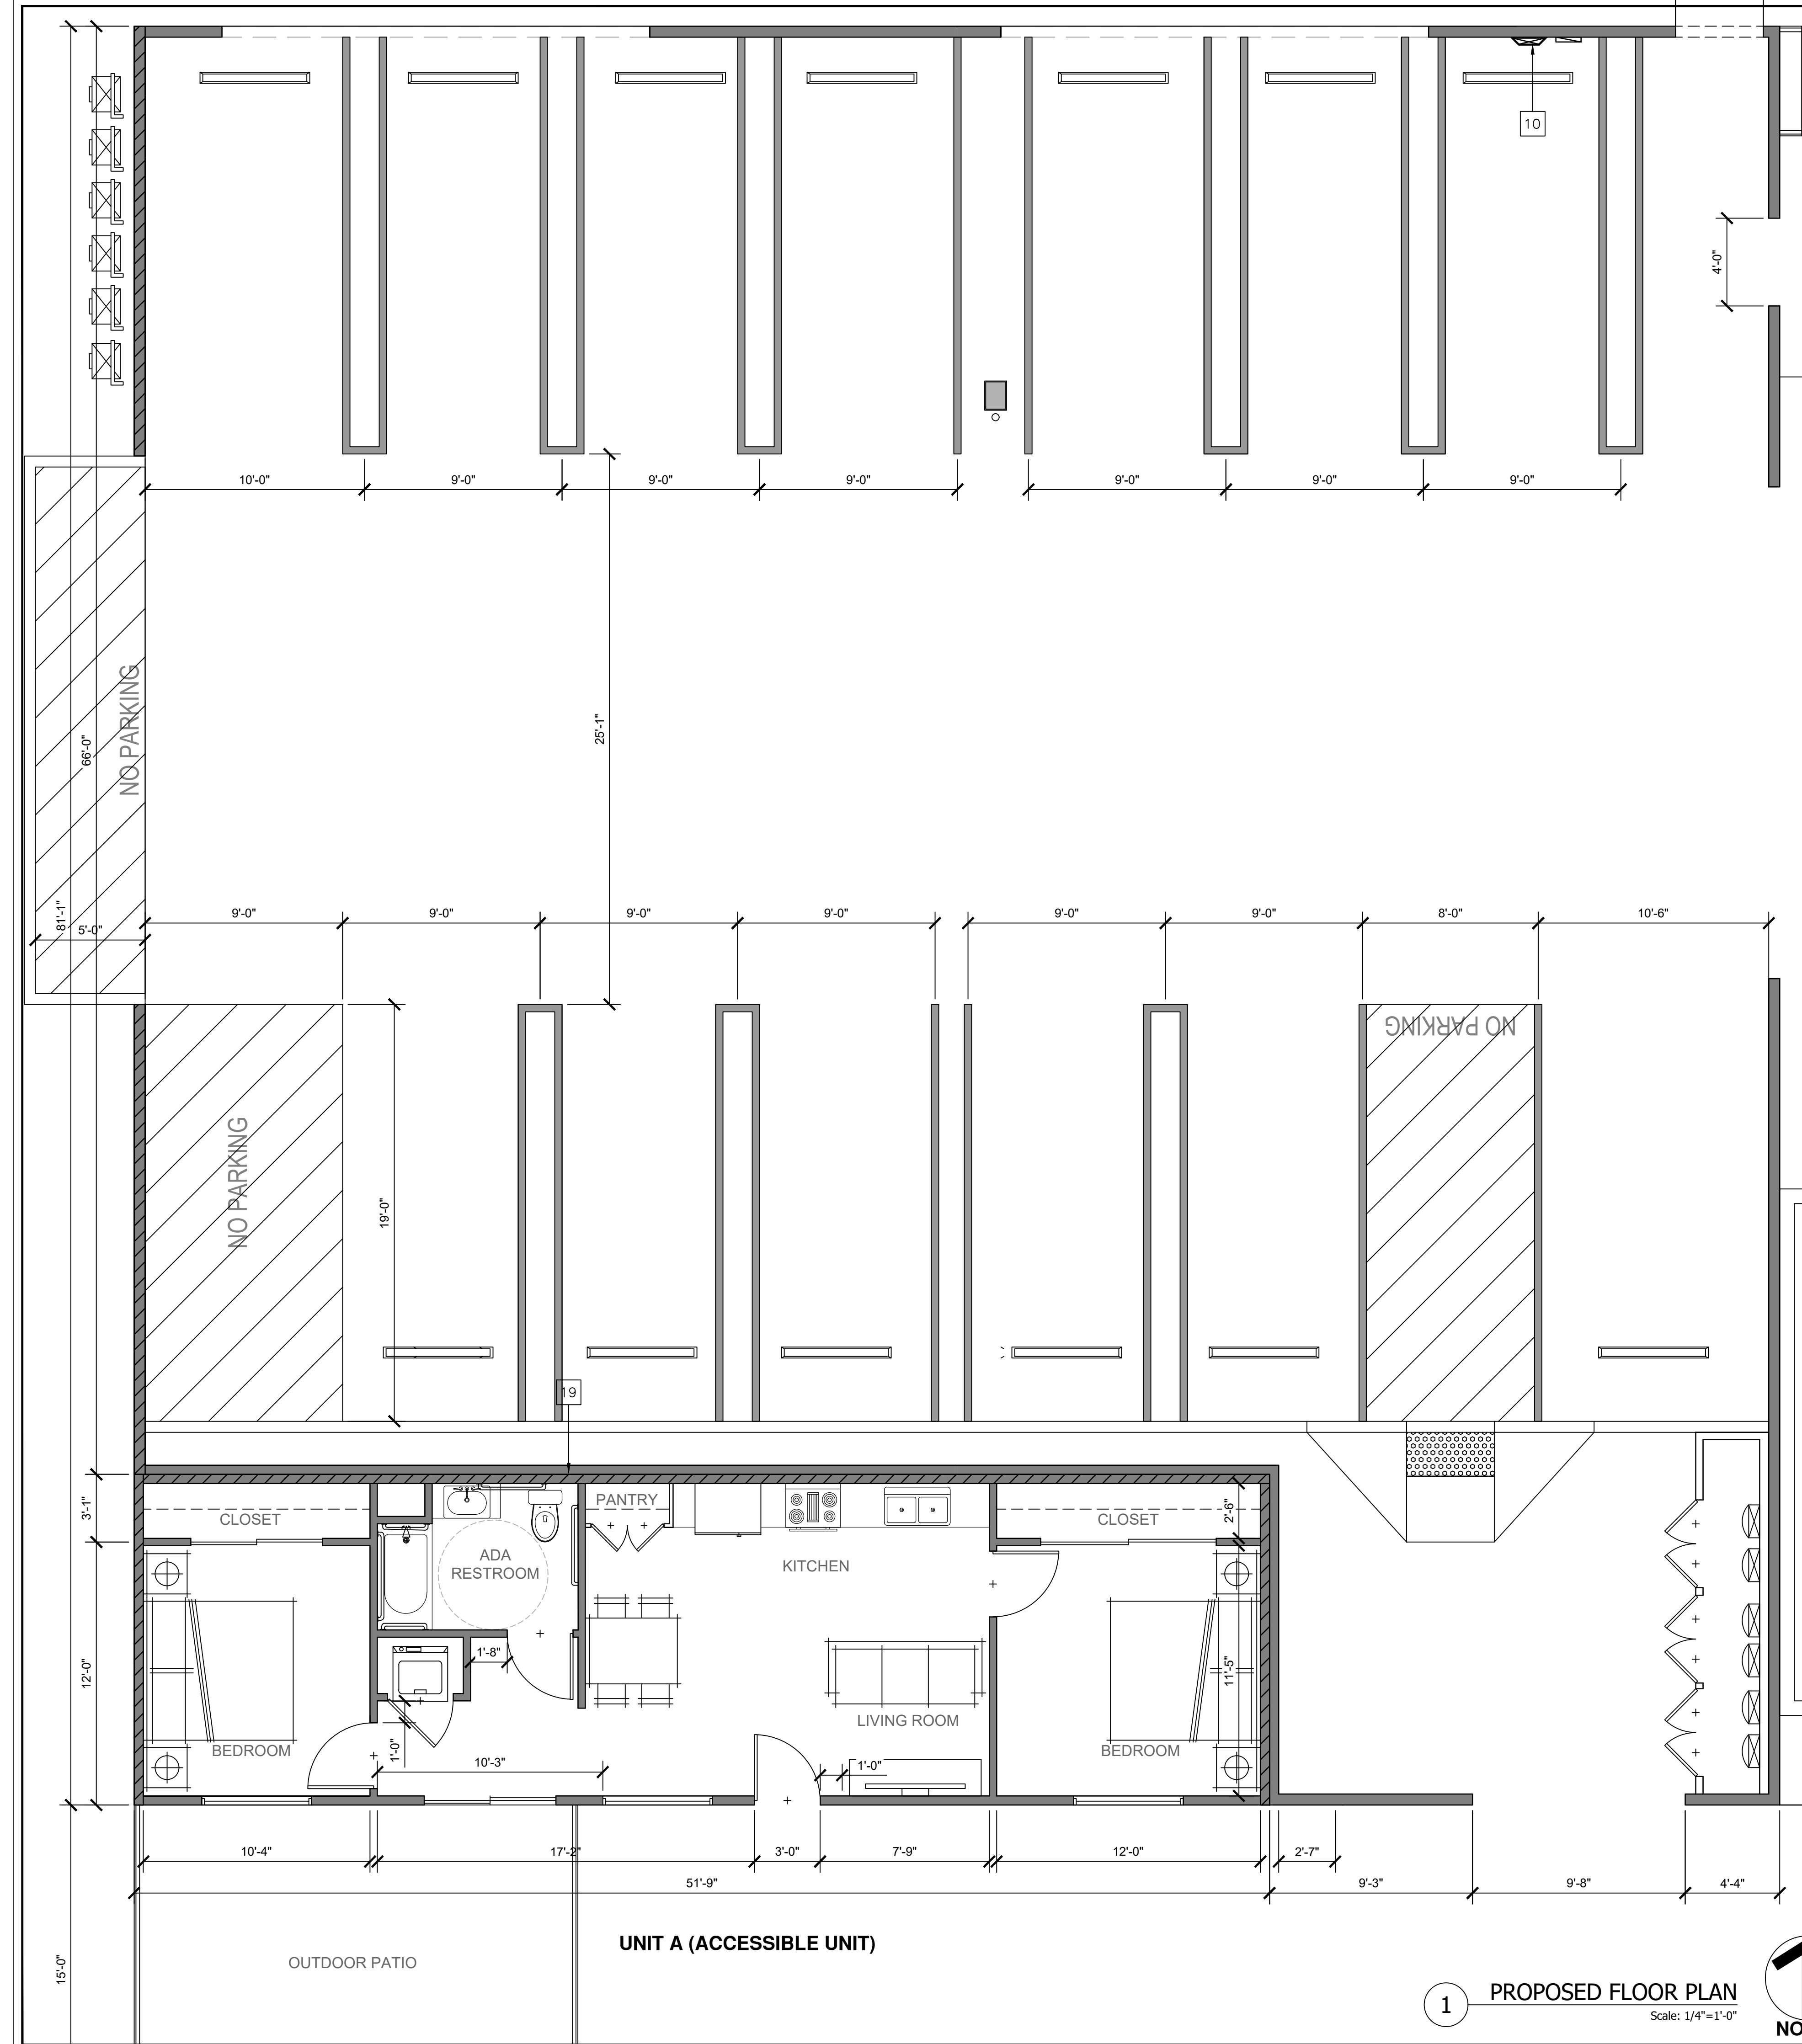 10
4'-0"
10'-0"
9'-0"
9'-0"
9'-0"
9'-0"
9'-0"
9'-0"
NO PARKING
66'-0"
25'-1"
81'-1"
5'-0"
9'-0"
9'-0"
9'-0"
9'-0"
9'-0"
9'-0"
8'-0"
10'-6"
NO PARKING
NO PARKING
19'-0"
19
3'-1"
CLOSET
PANTRY
CLOSET
2'-6"
ADA
RESTROOM
KITCHEN
12'-0"
1'-8"
11'-5"
LIVING ROOM
BEDROOM
1'-0"
10'-3"
1'-0"
BEDROOM
10'-4"
17'-2"
3'-0"
7'-9"
12'-0"
2'-7"
51'-9"
9'-3"
9'-8"
4'-4"
UNIT A (ACCESSIBLE UNIT)
OUTDOOR PATIO
15'-0"
1
PROPOSED FLOOR PLAN
Scale: 1/4"=1'-0"
NO